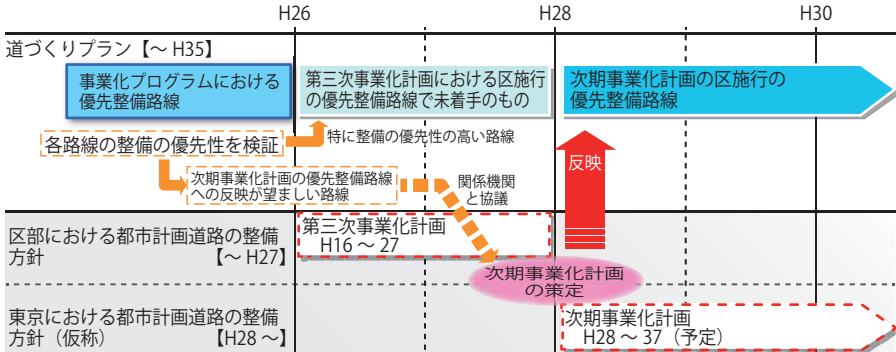 H26
H28
H30
道づくりプラン【～H35】
事業化プログラムにおける
優先整備路線
第三次事業化計画における区施行
の優先整備路線で未着手のもの
次期事業化計画の区施行の
優先整備路線
各路線の整備の優先性を検証
特に整備の優先性の高い路線
次期事業化計画の優先整備路線
への反映が望ましい路線
関係機関
と協議
反映
区部における都市計画道路の整備
方針 【～H27】
第三次事業化計画
H16～27
次期事業化計画
の策定
東京における都市計画道路の整備
方針（仮称） 【H28～】
次期事業化計画
H28～37（予定）